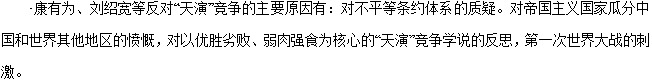 ·康有为、刘绍宽等反对“天演”竞争的主要原因有：对不平等条约体系的质疑。对帝国主义国家瓜分中
国和世界其他地区的愤慨，对以优胜劣败、弱肉强食为核心的“天演”竞争学说的反思，第一次世界大战的刺
激。